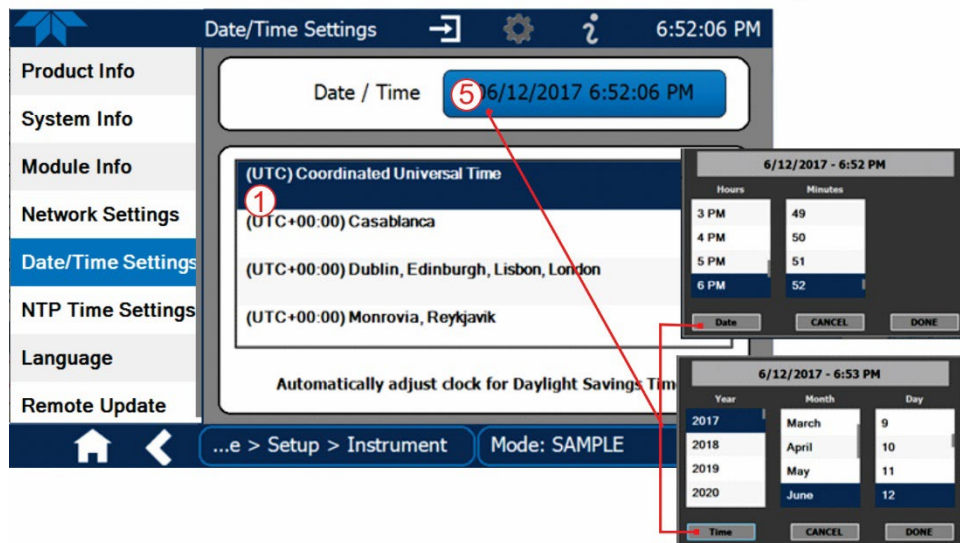 Date/Time Settings
6:52:06 PM
Product Info
System Info
Module Info
Network Settings
Date/Time Settings
NTP Time Settings
Language
Remote Update
Date / Time
5
06/12/2017 6:52:06 PM
(UTC) Coordinated Universal Time
1
(UTC+00:00) Casablanca
(UTC+00:00) Dublin, Edinburgh, Lisbon, London
(UTC+00:00) Monrovia, Reykjavik
Automatically adjust clock for Daylight Savings Tim
...e > Setup > Instrument
Mode: SAMPLE
6/12/2017 - 6:52 PM
Hours Minutes
3 PM 49
4 PM 50
5 PM 51
6 PM 52
Date CANCEL DONE
6/12/2017 - 6:53 PM
Year Month Day
2017 March 9
2018 April 10
2019 May 11
2020 June 12
Time CANCEL DONE